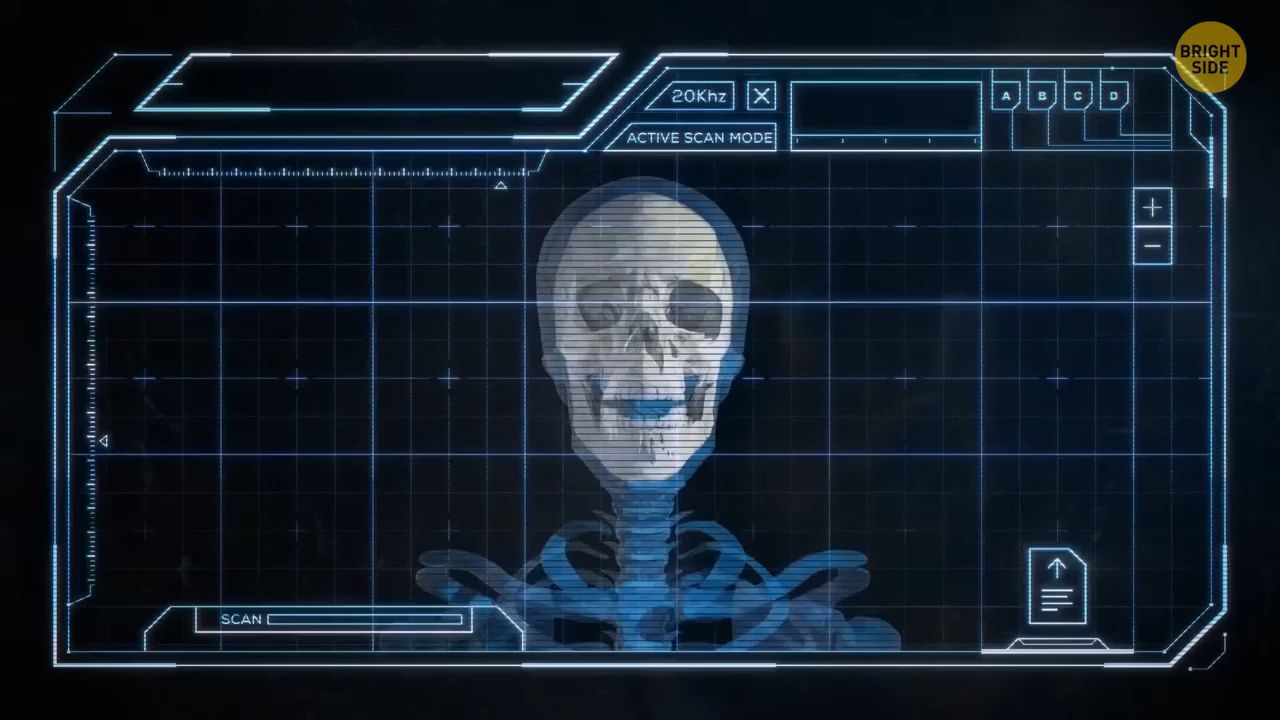 BRIGHT
SIDE
20Khz
A B C D
ACTIVE SCAN MODE
SCAN